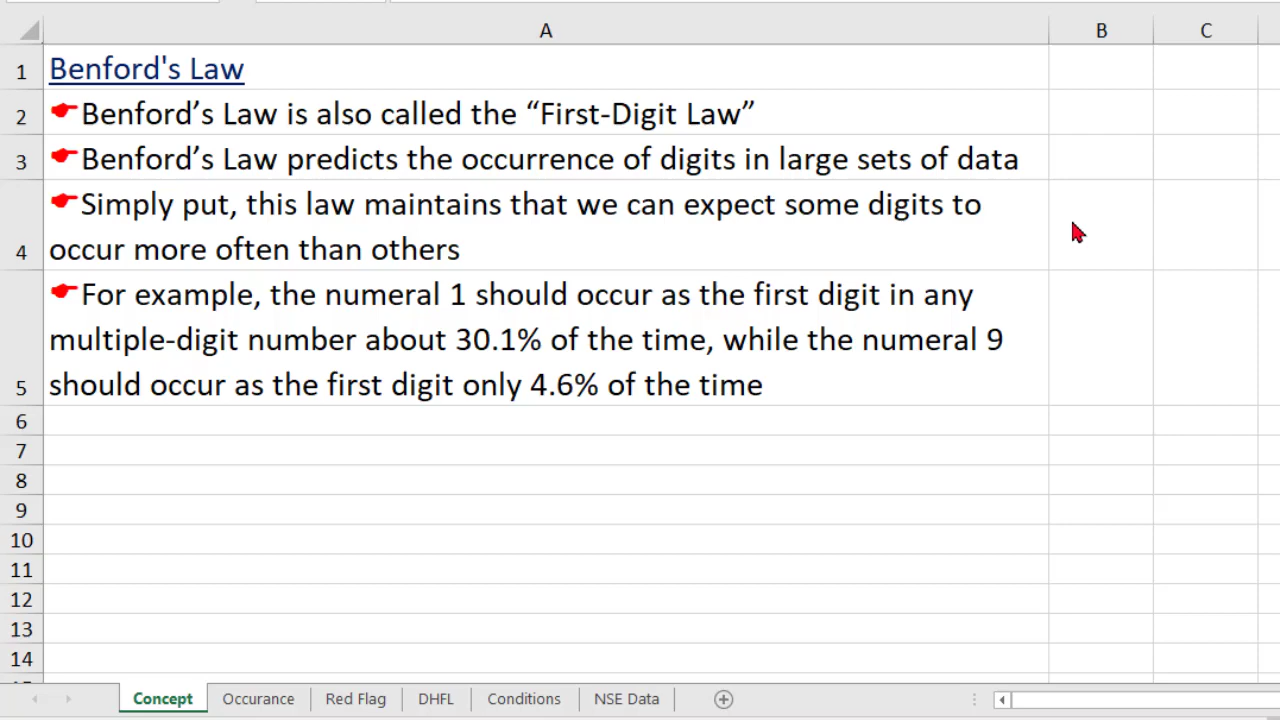 A B C
1 Benford's Law
2 Benford’s Law is also called the “First-Digit Law”
3 Benford’s Law predicts the occurrence of digits in large sets of data
Simply put, this law maintains that we can expect some digits to
4 occur more often than others
For example, the numeral 1 should occur as the first digit in any
multiple-digit number about 30.1% of the time, while the numeral 9
5 should occur as the first digit only 4.6% of the time
6
7
8
9
10
11
12
13
14
Concept Occurance Red Flag DHFL Conditions NSE Data